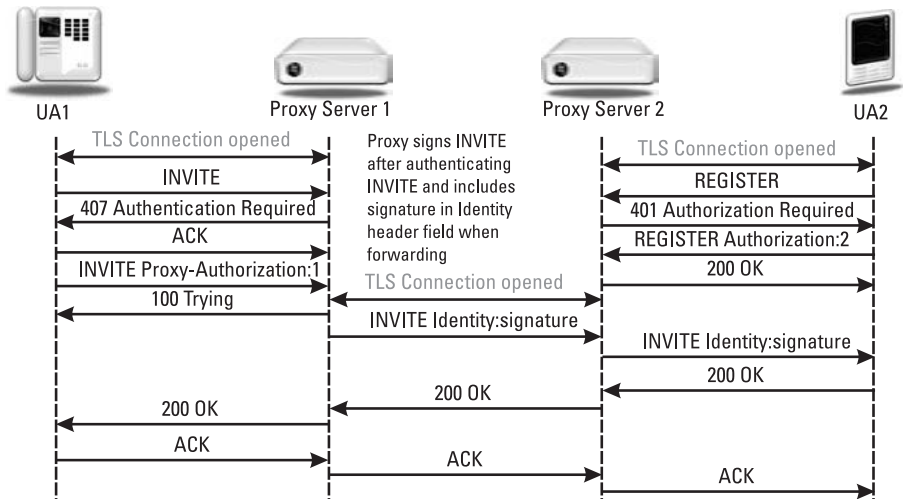 UA1
Proxy Server 1
Proxy Server 2
UA2
TLS Connection opened
INVITE
407 Authentication Required
ACK
INVITE Proxy-Authorization:1
100 Trying
Proxy signs INVITE
after authenticating
INVITE and includes
signature in Identity
header field when
forwarding
TLS Connection opened
REGISTER
401 Authorization Required
REGISTER Authorization:2
200 OK
TLS Connection opened
INVITE Identity:signature
INVITE Identity:signature
200 OK
200 OK
200 OK
ACK
ACK
ACK